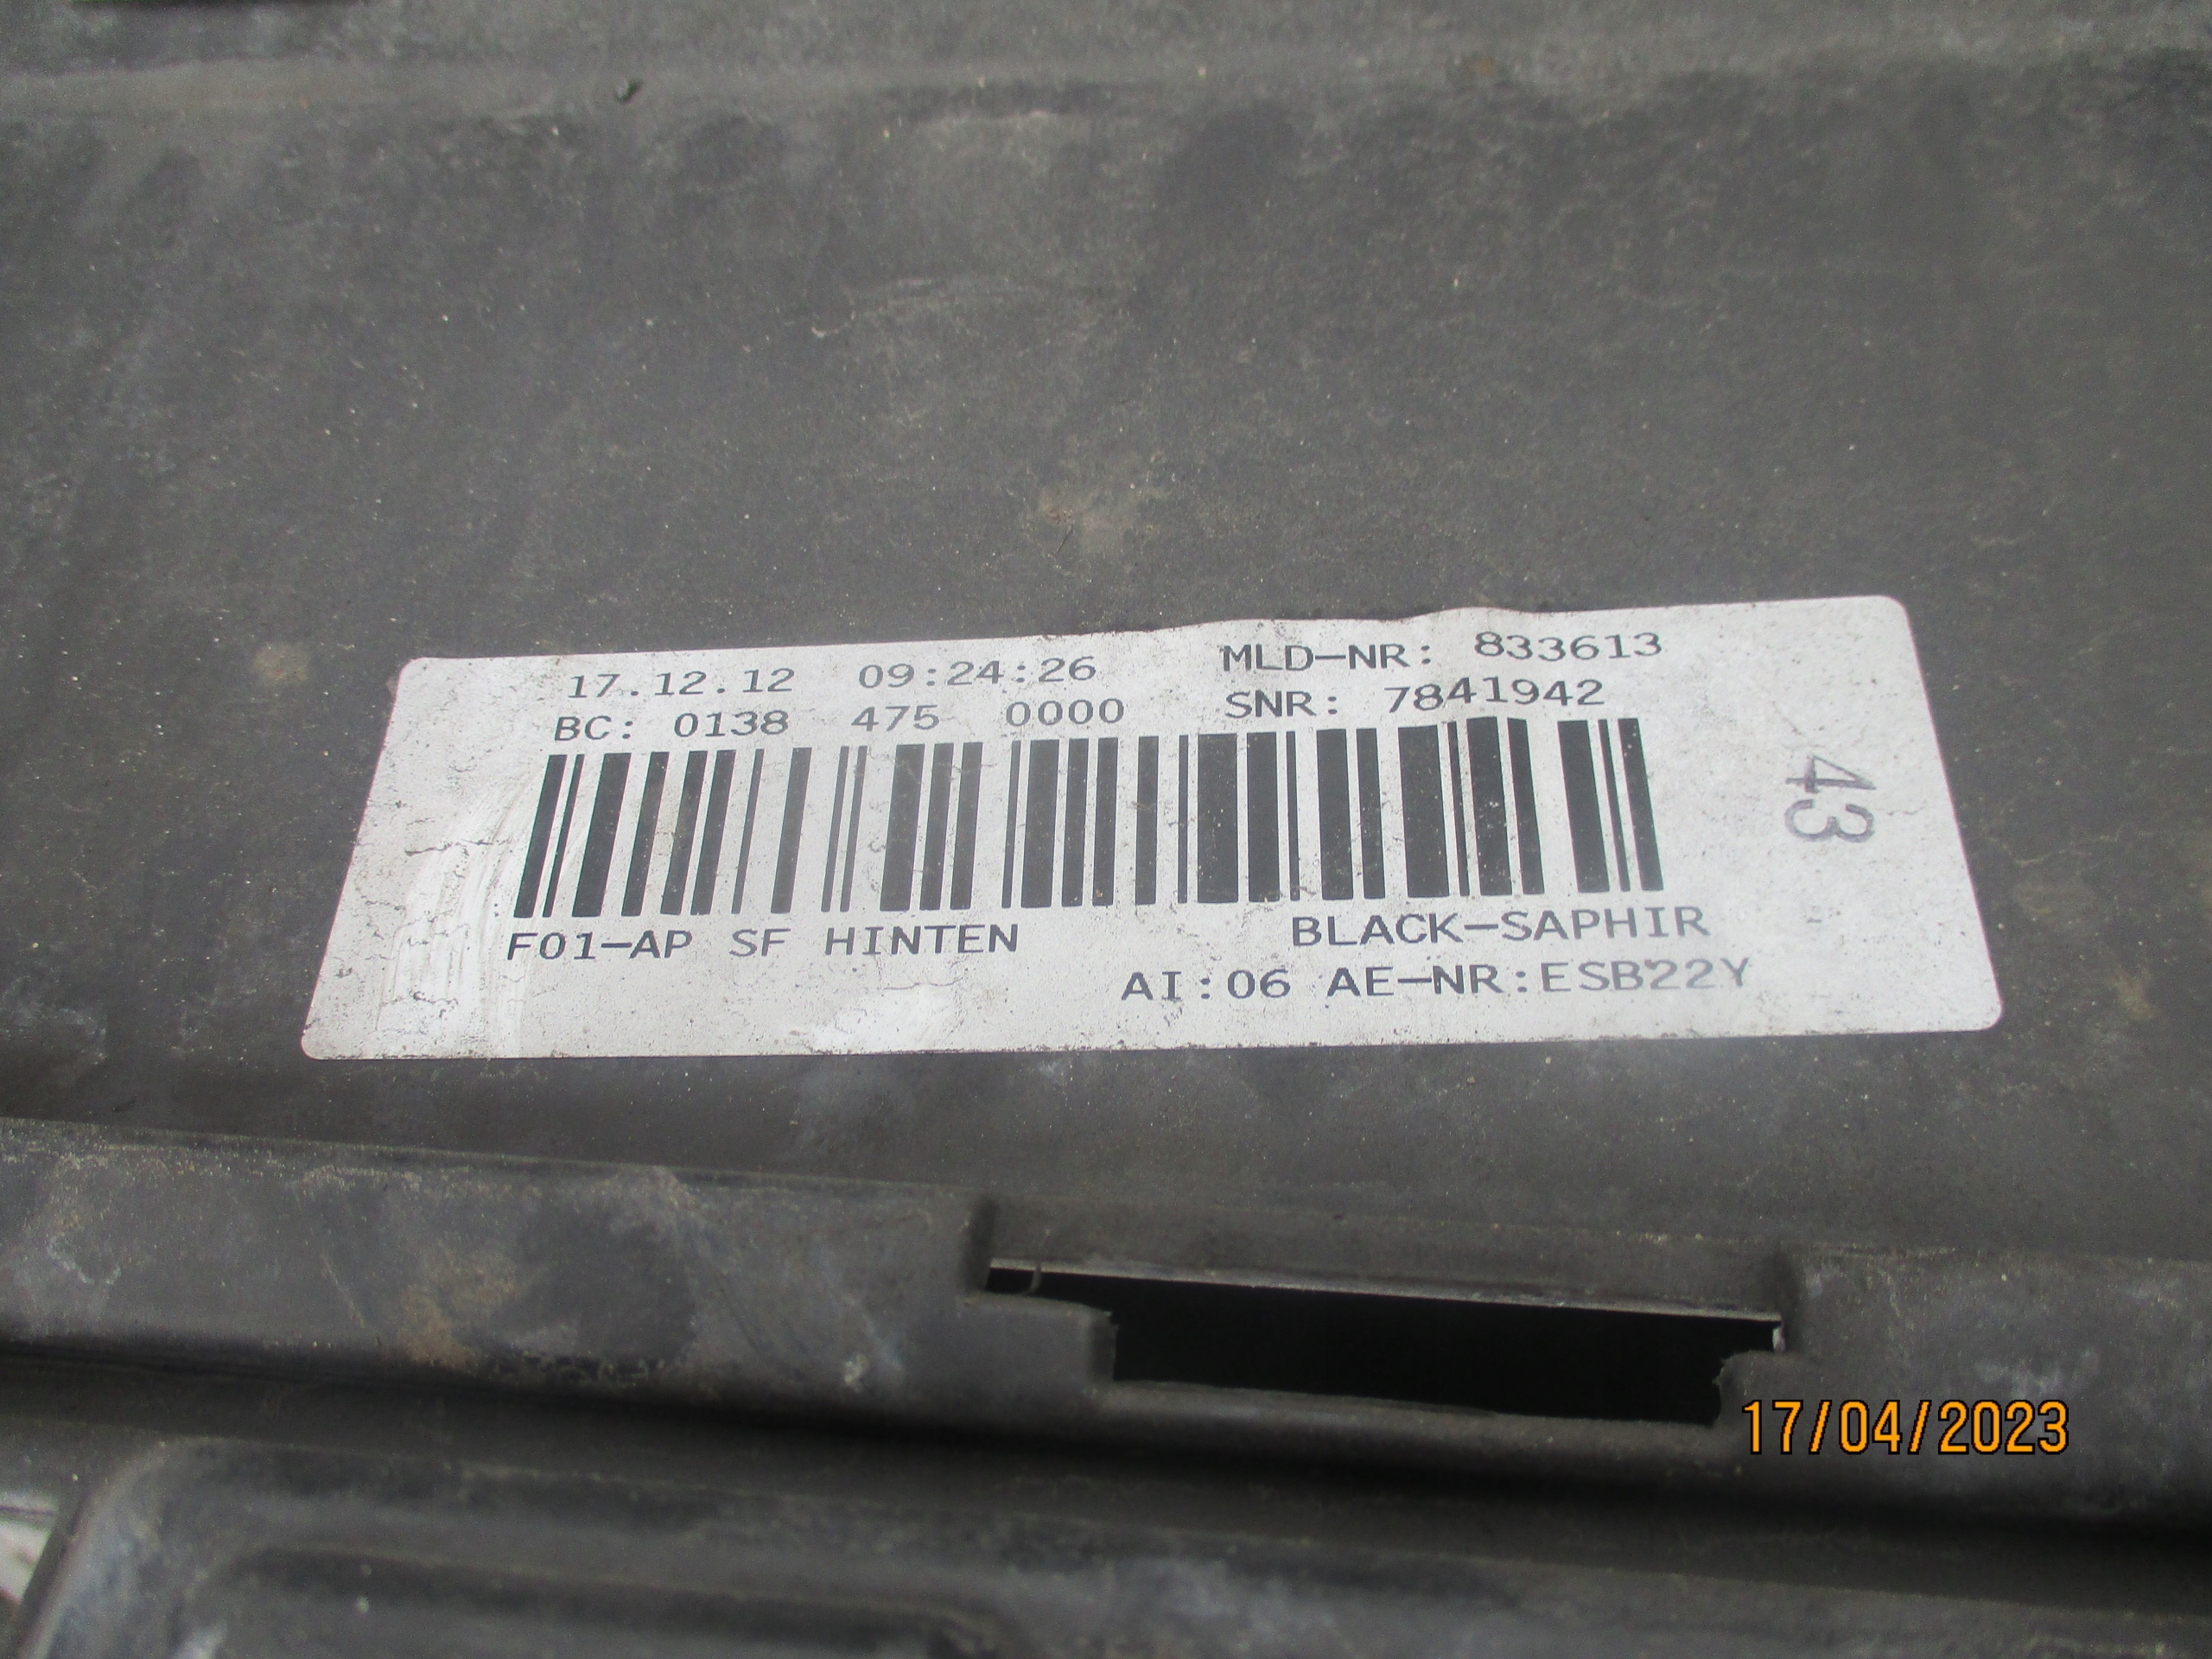 17.12.12 09:24:26 MLD-NR: 833613
BC: 0138 475 0000 SNR: 7841942
43
F01-AP SF HINTEN BLACK-SAPHIR
AI:06 AE-NR:ESB22Y
17/04/2023